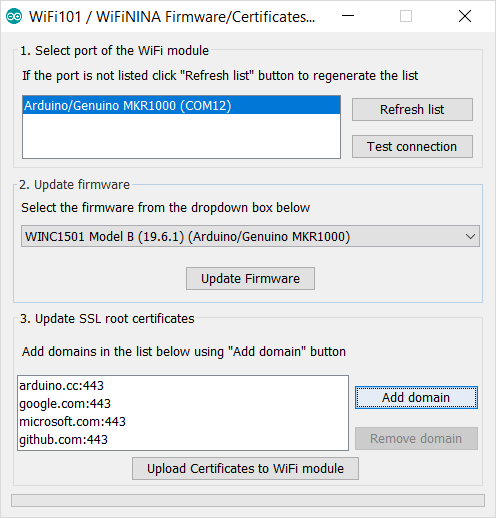 WiFi101 / WiFiNINA Firmware/Certificates...
1. Select port of the WiFi module
If the port is not listed click "Refresh list" button to regenerate the list
Arduino/Genuino MKR1000 (COM12)
Refresh list
Test connection
2. Update firmware
Select the firmware from the dropdown box below
WINC1501 Model B (19.6.1) (Arduino/Genuino MKR1000)
Update Firmware
3. Update SSL root certificates
Add domains in the list below using "Add domain" button
arduino.cc:443
google.com:443
microsoft.com:443
github.com:443
Add domain
Remove domain
Upload Certificates to WiFi module